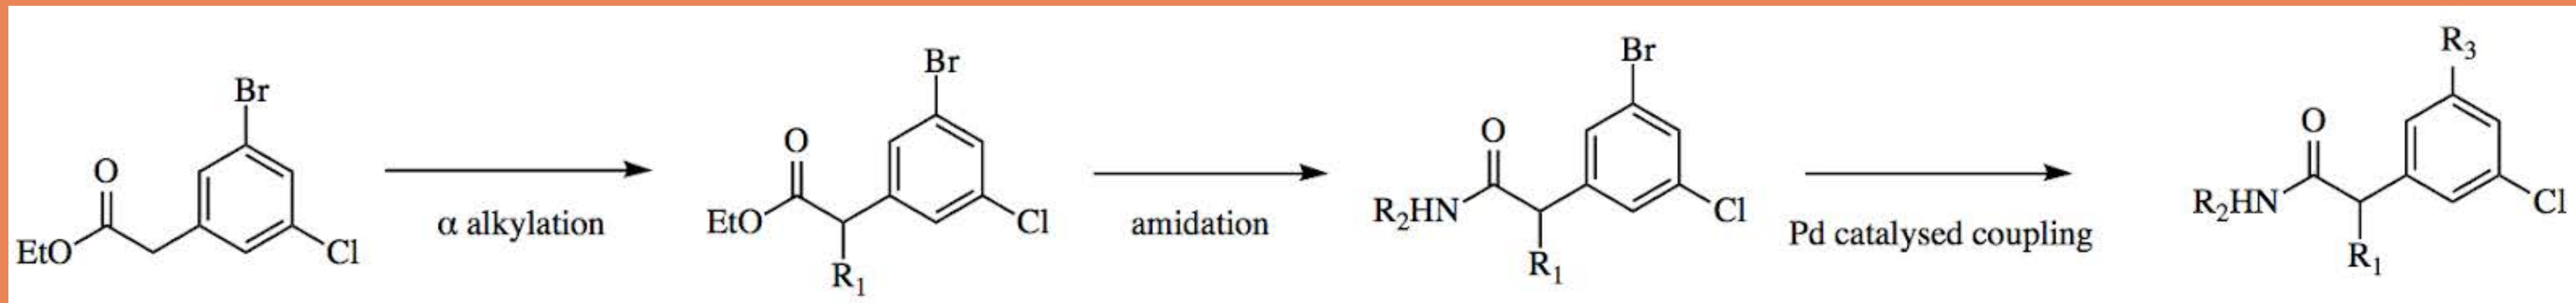 Br
O
EtO
Cl
α alkylation
Br
O
EtO
Cl
R₁
amidation
Br
O
R₂HN
Cl
R₁
Pd catalysed coupling
R₃
O
R₂HN
Cl
R₁